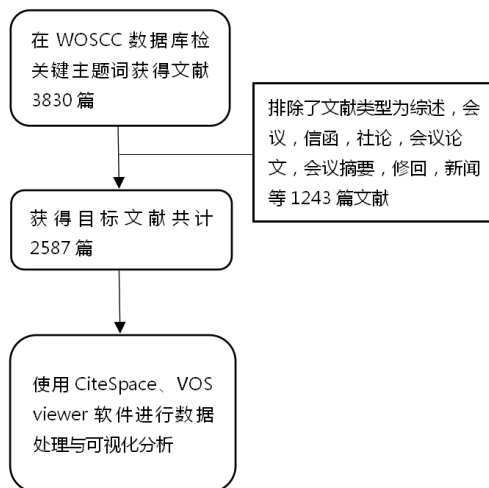 在 WOSCC 数据库检
关键主题词获得文献
3830 篇
排除了文献类型为综述，会
议，信函，社论，会议论
文，会议摘要，修回，新闻
等 1243 篇文献
获得目标文献共计
2587 篇
使用 CiteSpace、VOS
viewer 软件进行数据
处理与可视化分析